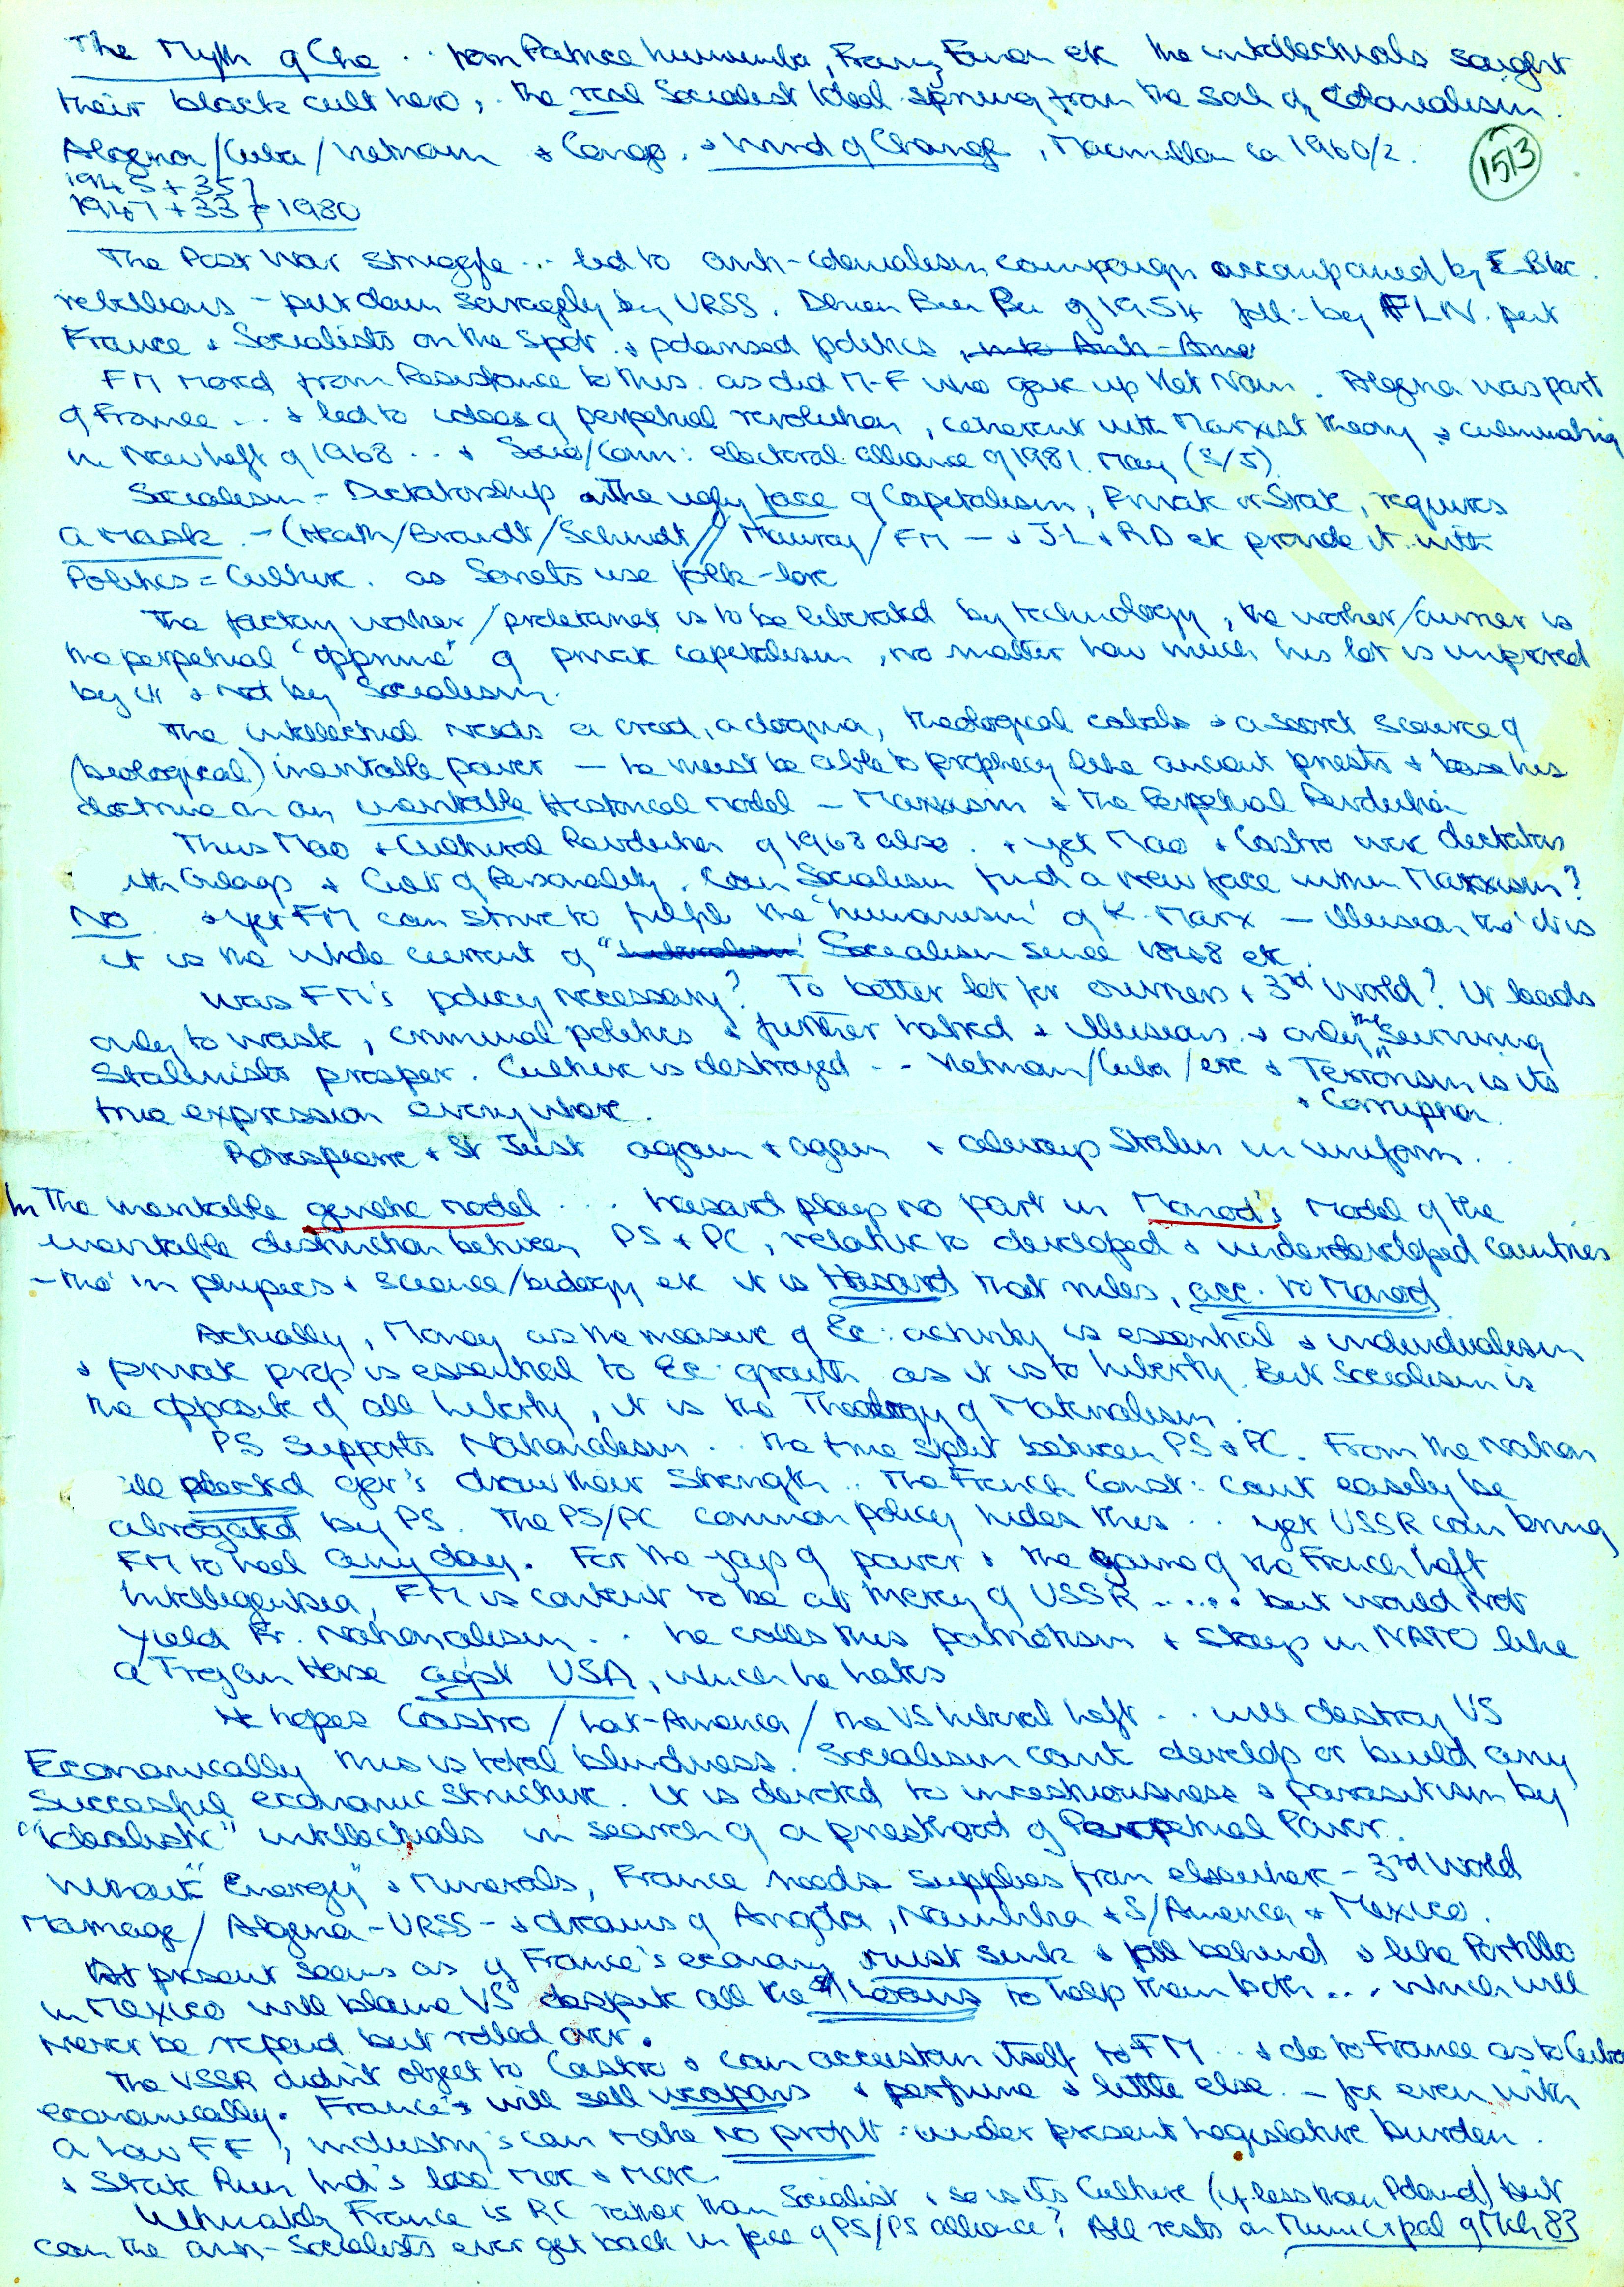 The Myth of Che .. from Patrice Lumumba, Franz Fanon etc the intellectuals sought
their black cult hero, .. the real Socialist Ideal sprung from the soil of Colonialism.
Algeria/Cuba/Vietnam & Congo. & Wind of Change, Macmillan ca 1960/2.
1513
1945 + 35}
1947 + 33} 1980
The Post War struggle ... led to anti-colonialism campaign accompanied by E-Bloc
rebellions - put down savagely by URSS. Dhien Bien Phu of 1954 foll: by FLN. put
France & Socialists on the spot. & polarised politics,
FM moved from Resistance to this. as did M-F who gave up Viet Nam. Algeria was part
of France ... & led to ideas of perpetual revolution, coherent with Marxist theory & culminating
in New Left of 1968 ... & Socio/Comm: electoral alliance of 1981. May (3/5)
Socialism - Dictatorship the ugly face of Capitalism, Private or State, requires
a mask. - (Heath/Brandt/Schmidt// Mauroy/FM - & J-L & RD etc provide it with
Politics = Culture. as Soviets use folk-lore
The factory worker/proletariat is to be liberated by technology, the worker/owner is
the perpetual 'opprimé' of private capitalism, no matter how much his lot is improved
by it & not by Socialism.
The intellectual needs a creed, a dogma, theological cabals & a secret source of
(biological) inevitable power - he must be able to prophecy like ancient priests & base his
doctrine on an inevitable Historical model - Marxism & the Perpetual Revolution
Thus Mao & Cultural Revolution of 1968 also. & yet Mao & Castro were dictators
with Gulags & Cult of Personality. Can Socialism find a new face within Marxism?
No & yet FM can strive to fulfil the 'humanism' of K. Marx - illusion tho' it is
it is the whole current of " Socialism since 1848 etc.
Was FM's policy necessary? To better lot for ouvriers & 3rd World? It leads
only to waste, criminal politics & further hatred & illusions. & only the "surviving
Stalinists prosper. Culture is destroyed .. Vietnam/Cuba/etc & Terrorism is its
true expression everywhere. & Corruption.
Robespierre & St Just again & again & always Stalin in uniform..
In The inevitable genetic model ... hasard plays no part in Monod's Model of the
inevitable distinction between PS & PC, relative to developed & underdeveloped countries
- tho' in physics & science/biology etc it is Hasard that rules, acc. to Monod
Actually, Money as the measure of Ec: activity is essential & individualism
& private prop is essential to Ec: growth as it is to liberty. But Socialism is
the opposite of all liberty, it is the Theology of Materialism.
PS supports Nationalism .. the true split between PS & PC. From the Nation
ile elected gov's draw their strength .. The French Const: can't easily be
abrogated by PS. The PS/PC common policy hides this .. yet USSR can bring
FM to heel any day. For the joys of power & the game of the French Left
Intelligentsia, FM is content to be at mercy of USSR ..... but would not
yield Fr. Nationalism .. he calls this patriotism & stays in NATO like
a Trojan Horse agst USA, which he hates
He hopes Castro/Lat-America/the US liberal left .. will destroy US
Economically this is total blindness. Socialism can't develop or build any
succesful economic structure. It is devoted to incestuousness & parasitism by
"idealistic" intellectuals in search of a priesthood of Perpetual Power.
Without "Energy" & Minerals, France needs supplies from elsewhere - 3rd World
Marriage/Algeria-URSS- & dreams of Angola, Namibia & S/America & Mexico.
At present seems as if France's economy must sink & fall behind & like Portillo
in Mexico will blame US despite all the $ Loans to help them both ... which will
never be repaid but rolled over.
The USSR didn't object to Castro & can accustom itself to FM .. & do to France as to Cuba
economically. France will sell weapons & perfume & little else. - for even with
a low FF, industry's can make no profit under present Legislative burden.
& State Run Ind's lose more & more
Ultimately France is RC rather than Socialist & so is its Culture (if less than Poland) but
can the anti-Socialists ever get back in face of PS/PS alliance? All rests on Municipal of Mch 83